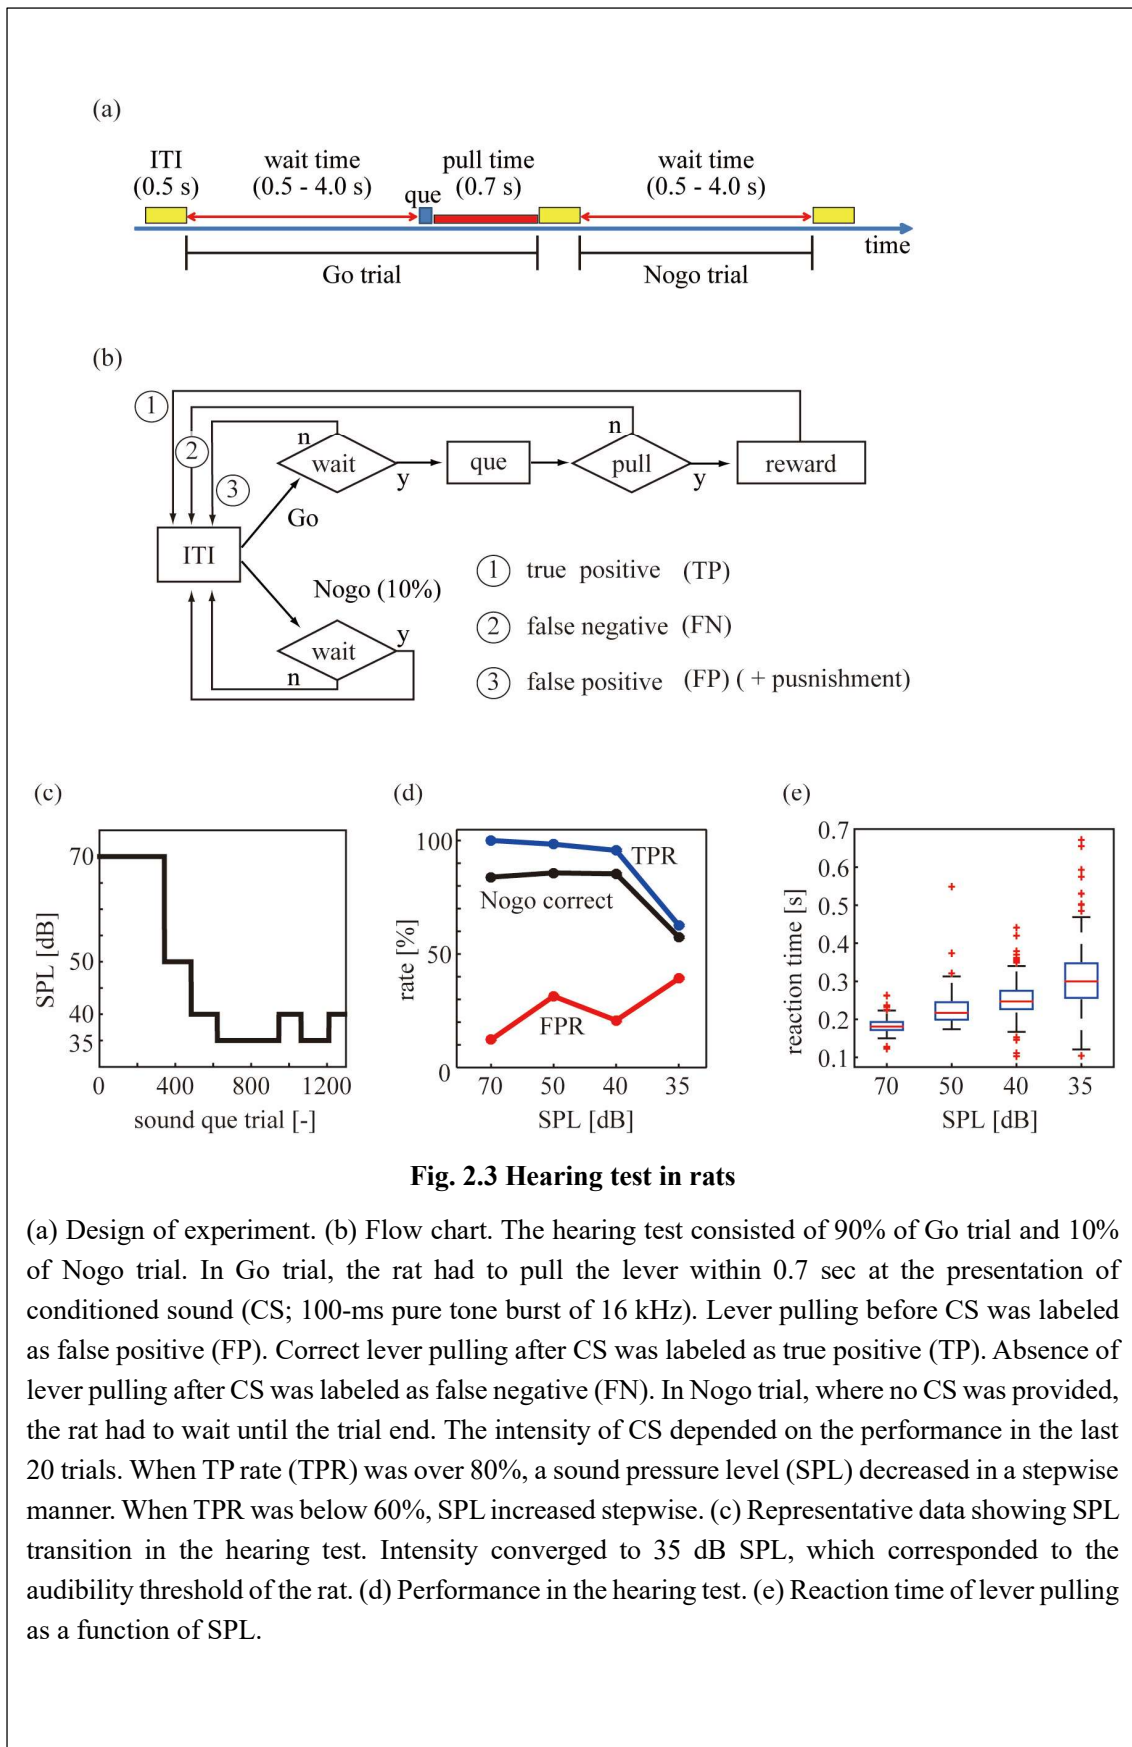 (a)
ITI
(0.5 s)
wait time
(0.5 - 4.0 s)
que
pull time
(0.7 s)
wait time
(0.5 - 4.0 s)
time
Go trial
Nogo trial
(b)
1
2
3
n
wait
y
que
n
pull
y
reward
Go
ITI
Nogo (10%)
wait
y
n
1 true positive (TP)
2 false negative (FN)
3 false positive (FP) ( + pusnishment)
(c)
SPL [dB]
70
50
40
35
0 400 800 1200
sound que trial [-]
(d)
rate [%]
100
50
0
TPR
Nogo correct
FPR
70 50 40 35
SPL [dB]
(e)
reaction time [s]
0.7
0.6
0.5
0.4
0.3
0.2
0.1
70 50 40 35
SPL [dB]
Fig. 2.3 Hearing test in rats
(a) Design of experiment. (b) Flow chart. The hearing test consisted of 90% of Go trial and 10%
of Nogo trial. In Go trial, the rat had to pull the lever within 0.7 sec at the presentation of
conditioned sound (CS; 100-ms pure tone burst of 16 kHz). Lever pulling before CS was labeled
as false positive (FP). Correct lever pulling after CS was labeled as true positive (TP). Absence of
lever pulling after CS was labeled as false negative (FN). In Nogo trial, where no CS was provided,
the rat had to wait until the trial end. The intensity of CS depended on the performance in the last
20 trials. When TP rate (TPR) was over 80%, a sound pressure level (SPL) decreased in a stepwise
manner. When TPR was below 60%, SPL increased stepwise. (c) Representative data showing SPL
transition in the hearing test. Intensity converged to 35 dB SPL, which corresponded to the
audibility threshold of the rat. (d) Performance in the hearing test. (e) Reaction time of lever pulling
as a function of SPL.